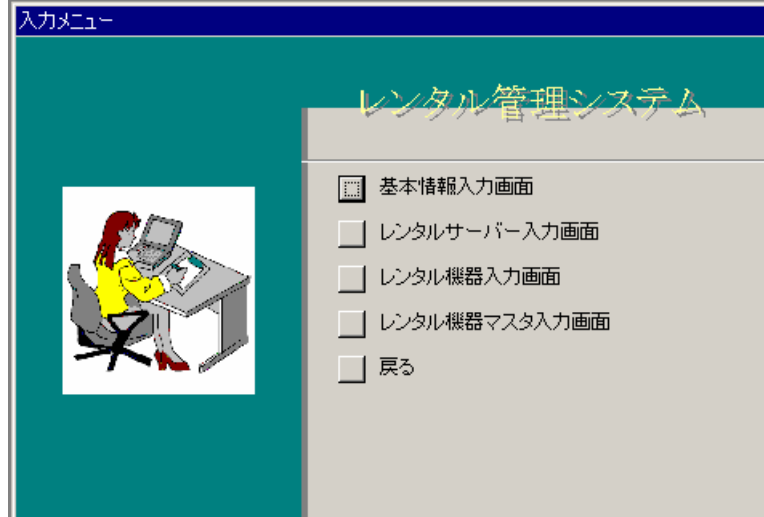 入力メニュー
レンタル管理システム
基本情報入力画面
レンタルサーバー入力画面
レンタル機器入力画面
レンタル機器マスタ入力画面
戻る